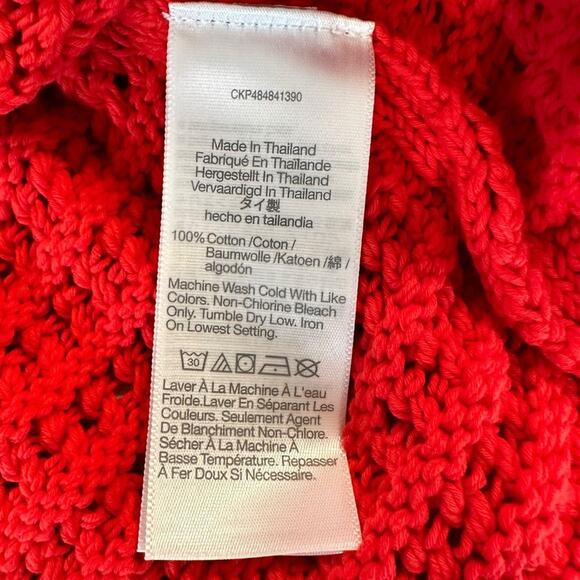 CKP484841390
Made In Thailand
Fabriqué En Thaïlande
Hergestellt In Thailand
Vervaardigd In Thailand
タイ製
hecho en tailandia
100% Cotton /Coton /
Baumwolle /Katoen /綿 /
algodón
Machine Wash Cold With Like
Colors. Non-Chlorine Bleach
Only. Tumble Dry Low. Iron
On Lowest Setting.
30
Laver À La Machine À L'eau
Froide.Laver En Séparant Les
Couleurs. Seulement Agent
De Blanchiment Non-Chlore.
Sécher À La Machine À
Basse Température. Repasser
À Fer Doux Si Nécessaire.